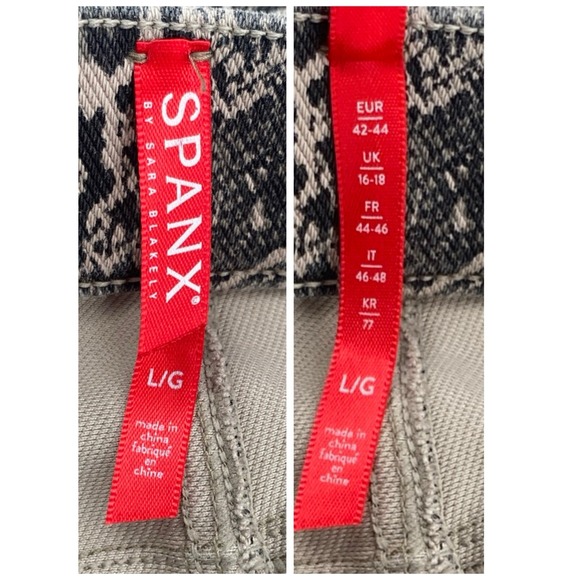 SPANX®
BY SARA BLAKELY
L/G
made in
china
fabriqué
en
chine
EUR
42-44
UK
16-18
FR
44-46
IT
46-48
KR
77
L/G
made in
china
fabriqué
en
chine